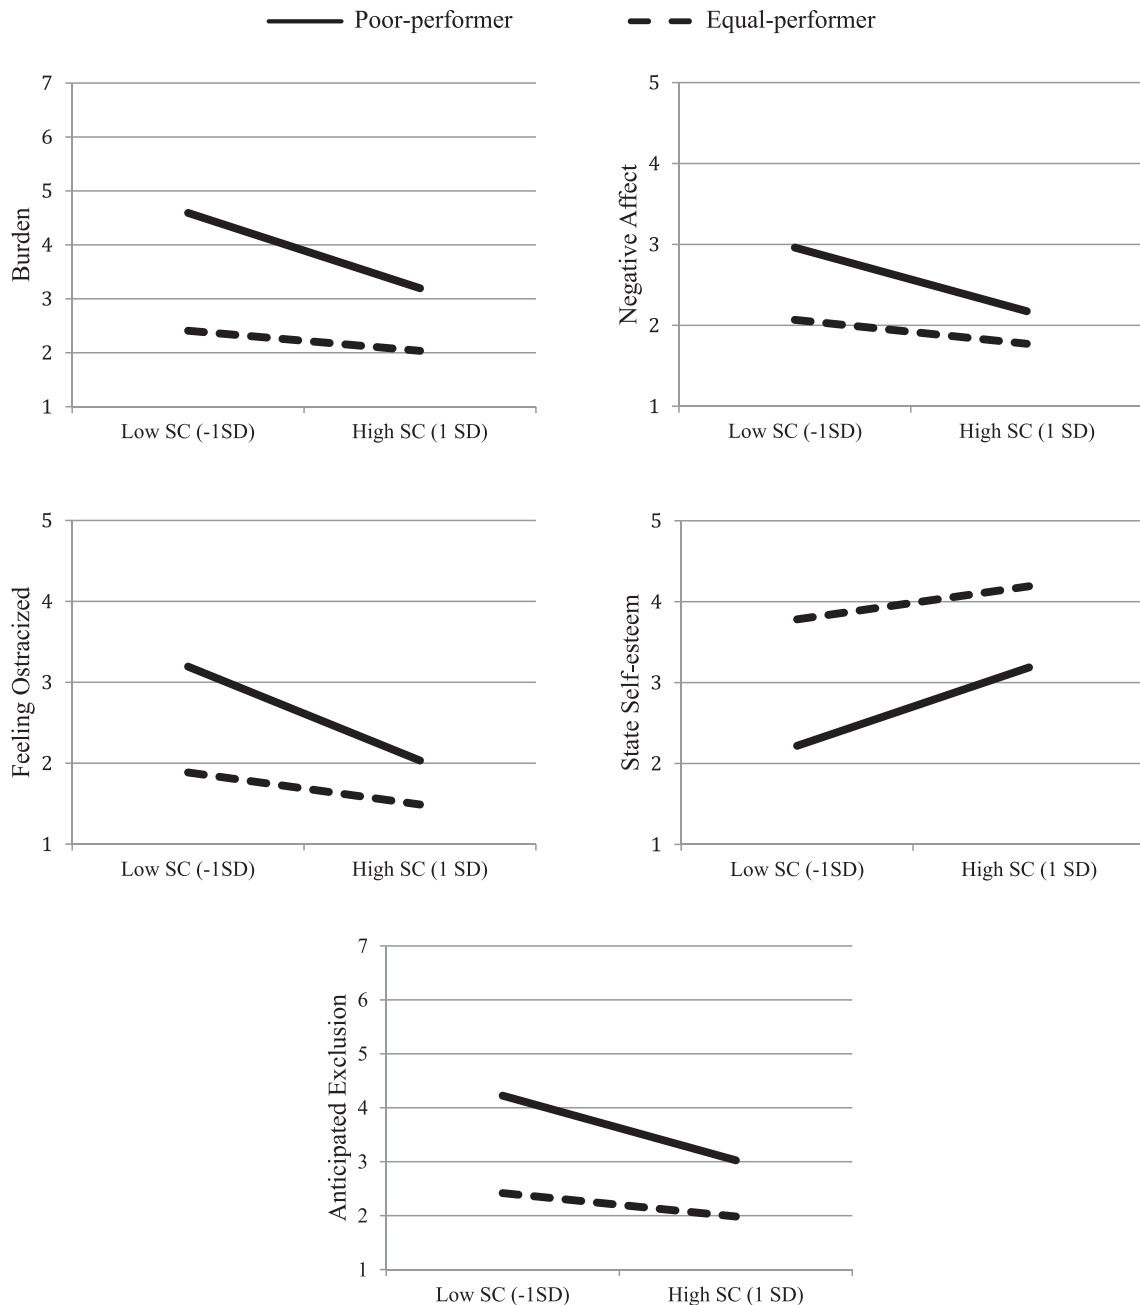 Poor-performer Equal-performer
7
6
5
4
3
2
1
Burden
Low SC (-1SD) High SC (1 SD)
5
4
3
2
1
Negative Affect
Low SC (-1SD) High SC (1 SD)
5
4
3
2
1
Feeling Ostracized
Low SC (-1SD) High SC (1 SD)
5
4
3
2
1
State Self-esteem
Low SC (-1SD) High SC (1 SD)
7
6
5
4
3
2
1
Anticipated Exclusion
Low SC (-1SD) High SC (1 SD)